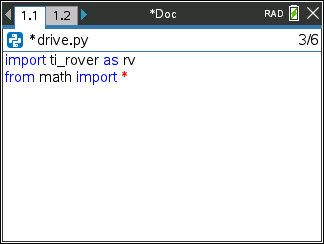 1.1 1.2 *Doc RAD
*drive.py 3/6
import ti_rover as rv
from math import *